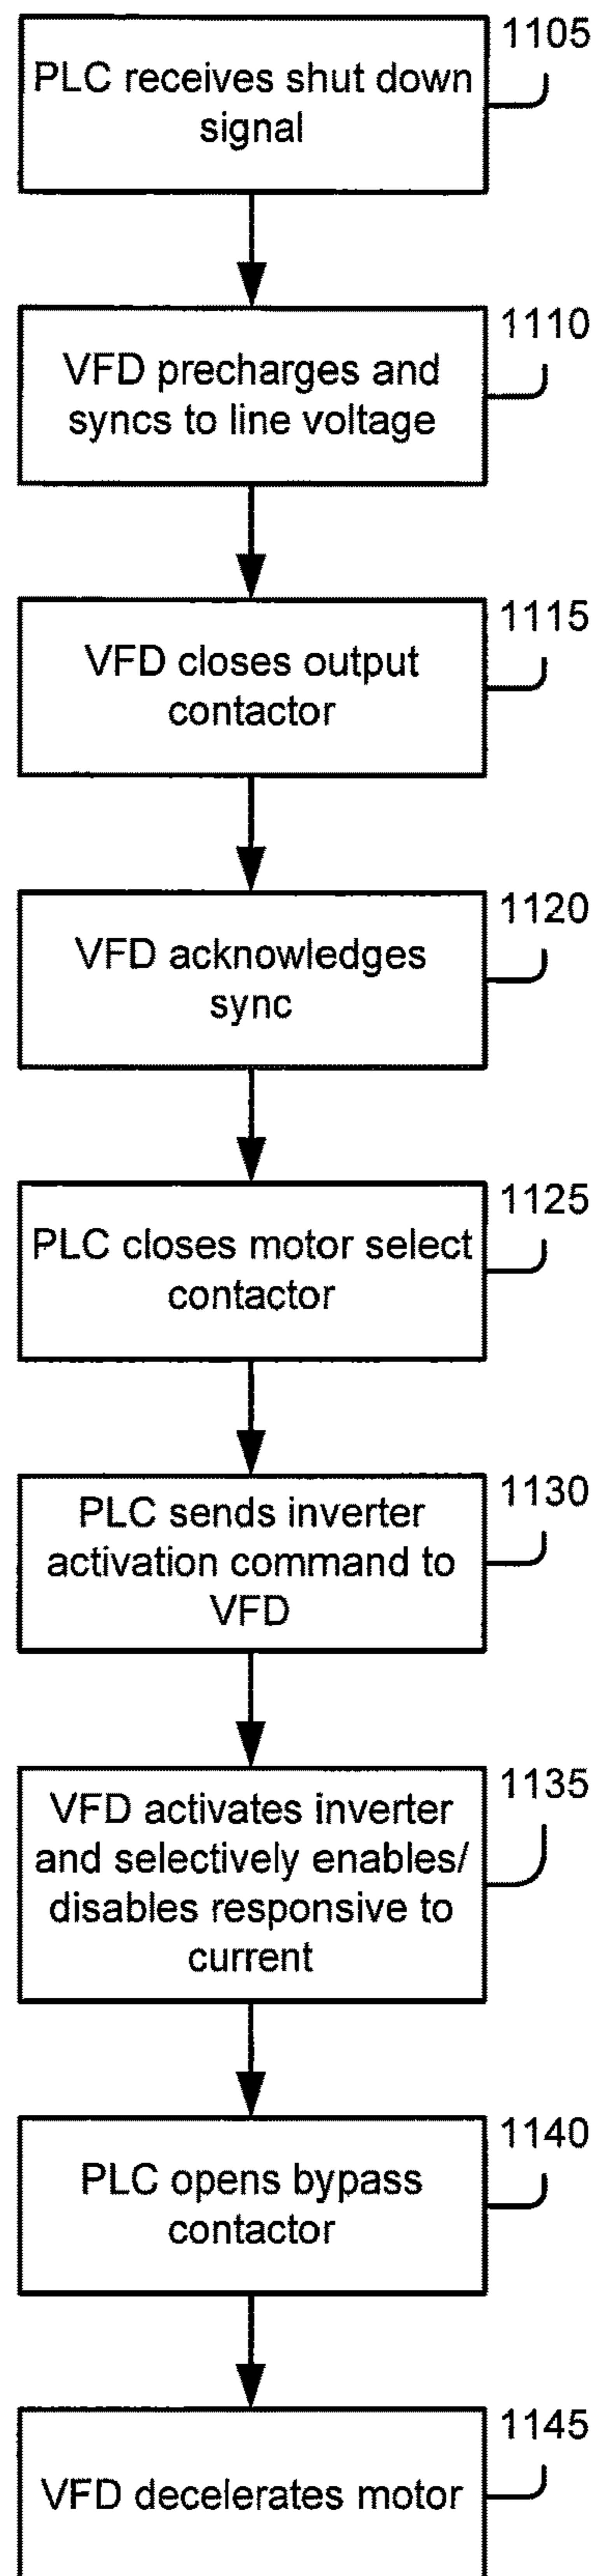 1105
PLC receives shut down
signal
1110
VFD precharges and
syncs to line voltage
1115
VFD closes output
contactor
1120
VFD acknowledges
sync
1125
PLC closes motor select
contactor
1130
PLC sends inverter
activation command to
VFD
1135
VFD activates inverter
and selectively enables/
disables responsive to
current
1140
PLC opens bypass
contactor
1145
VFD decelerates motor